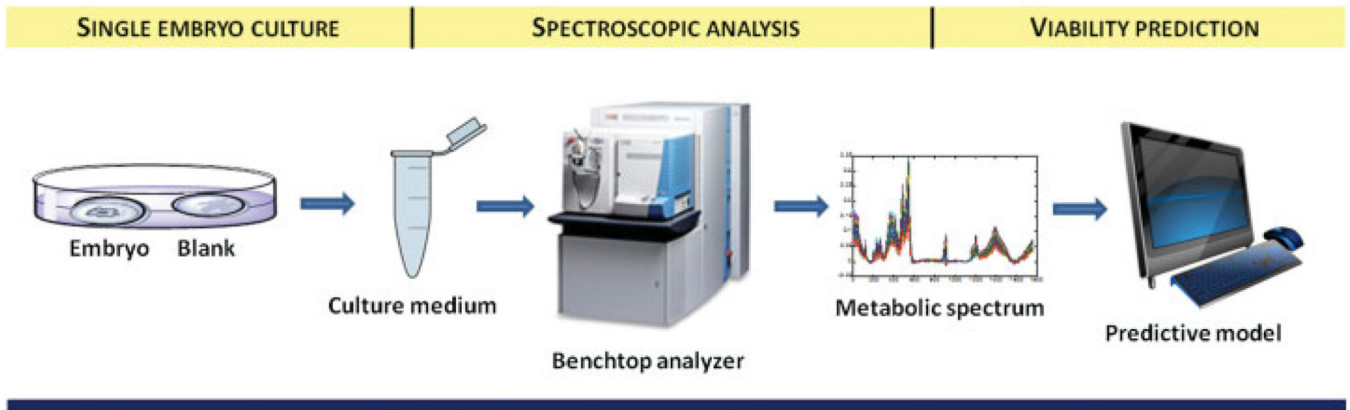 SINGLE EMBRYO CULTURE
SPECTROSCOPIC ANALYSIS
VIABILITY PREDICTION
Embryo Blank
Culture medium
Benchtop analyzer
Metabolic spectrum
Predictive model